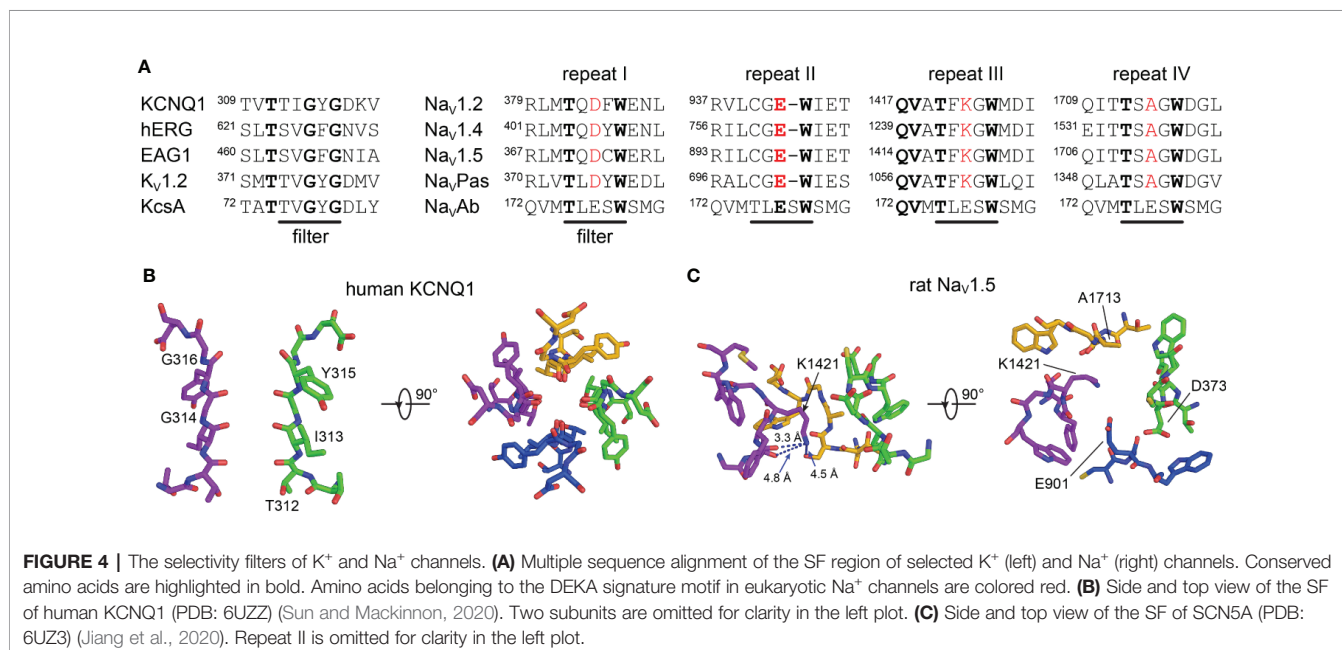 A
repeat I repeat II repeat III repeat IV
KCNQ1 309 TVTTIGYGDKV Nav1.2 379 RLMTQDFWENL 937 RVLCGE-WIET 1417 QVATFKGWMDI 1709 QITTSAGWDGL
hERG 621 SLTSVGFGNVS Nav1.4 401 RLMTQDYWENL 756 RILCGE-WIET 1239 QVATFKGWMDI 1531 EITTSAGWDGL
EAG1 460 SLTSVGFGNIA Nav1.5 367 RLMTQDCWERL 893 RILCGE-WIET 1414 QVATFKGWMDI 1706 QITTSAGWDGL
Kv1.2 371 SMTTVGYGDMV NavPas 370 RLVTLDYWEDL 696 RALCGE-WIES 1056 QVATFKGWLQI 1348 QLATSAGWDGV
KcsA 72 TATTVGYGDLY NavAb 172 QVMTLESWSMG 172 QVMTLESWSMG 172 QVMTLESWSMG 172 QVMTLESWSMG
filter filter
B human KCNQ1
G316
Y315
G314
I313
T312
90°
C rat Nav1.5
K1421
3.3 Å
4.8 Å
4.5 Å
90°
A1713
K1421
D373
E901
FIGURE 4 | The selectivity filters of K+ and Na+ channels. (A) Multiple sequence alignment of the SF region of selected K+ (left) and Na+ (right) channels. Conserved
amino acids are highlighted in bold. Amino acids belonging to the DEKA signature motif in eukaryotic Na+ channels are colored red. (B) Side and top view of the SF
of human KCNQ1 (PDB: 6UZZ) (Sun and Mackinnon, 2020). Two subunits are omitted for clarity in the left plot. (C) Side and top view of the SF of SCN5A (PDB:
6UZ3) (Jiang et al., 2020). Repeat II is omitted for clarity in the left plot.